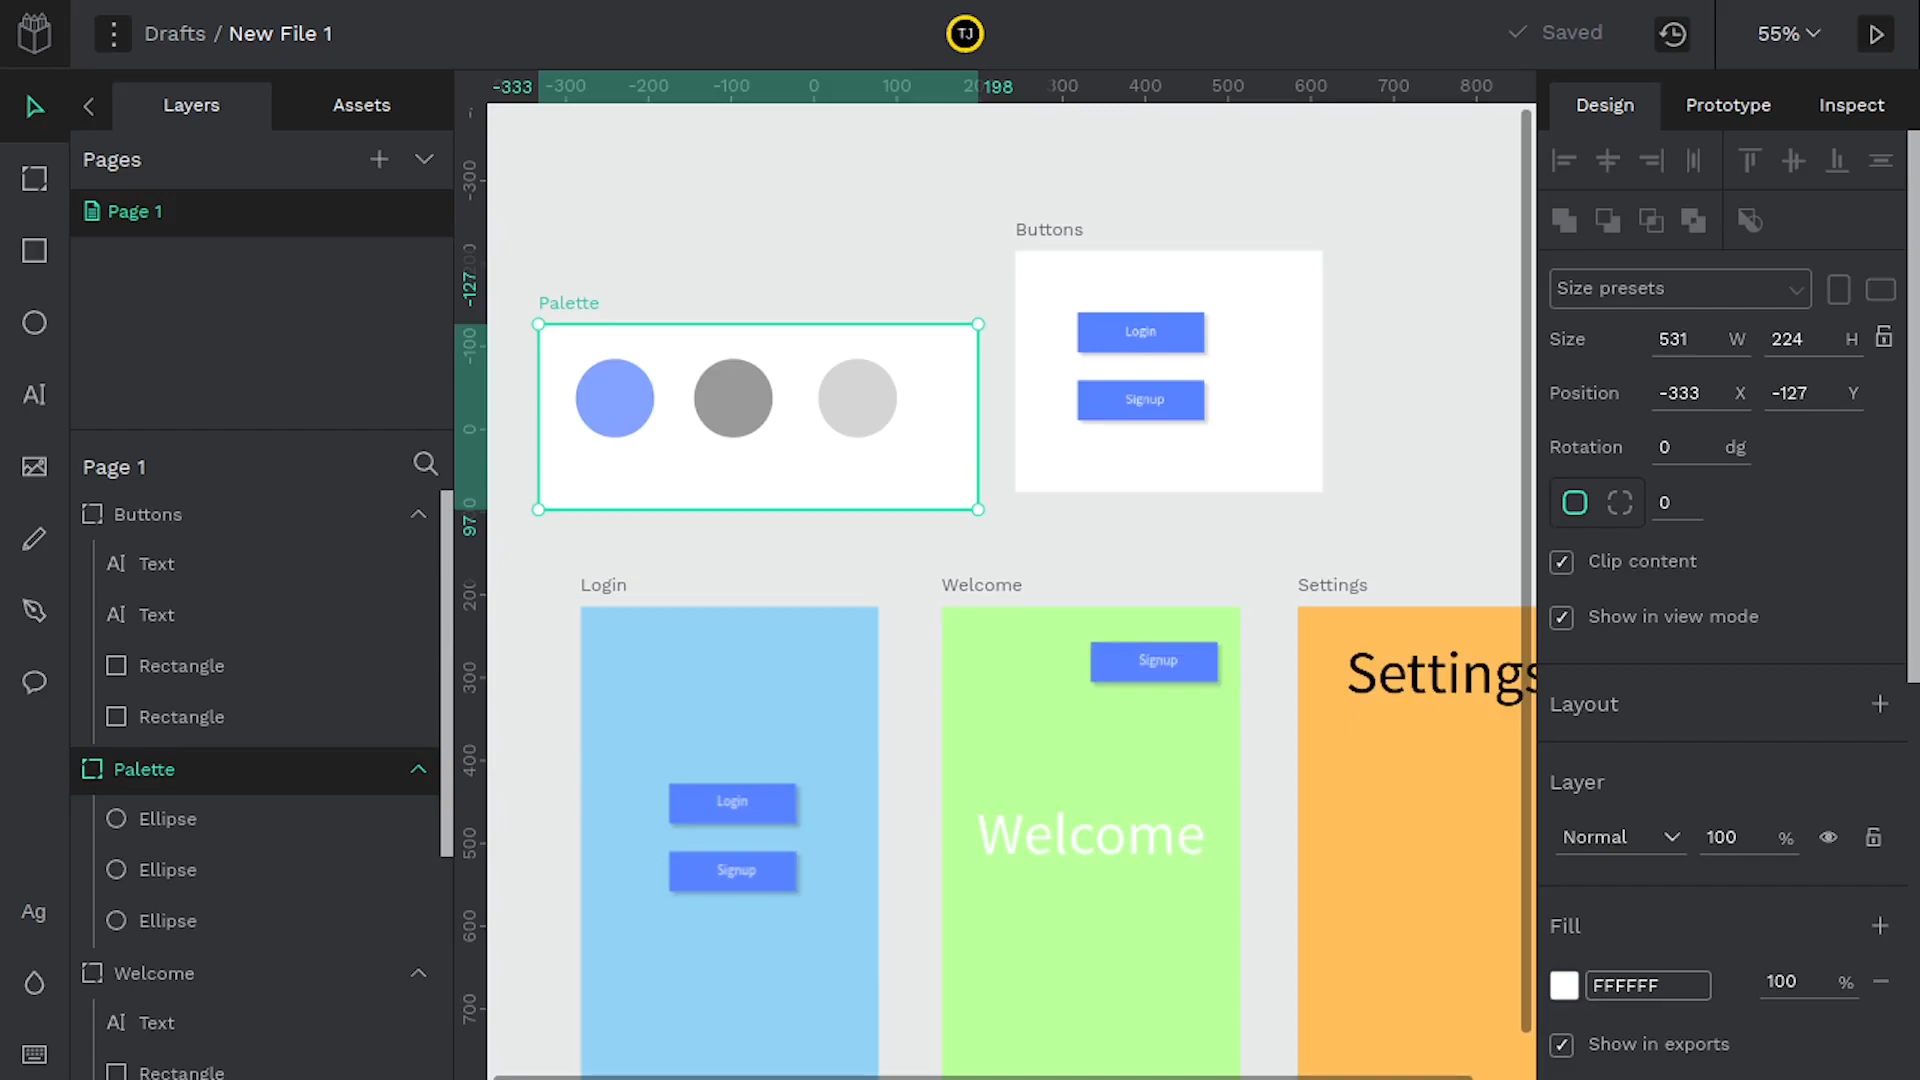 Drafts / New File 1
TJ
Saved
55%
Layers
Assets
Pages
Page 1
Page 1
Buttons
Text
Text
Rectangle
Rectangle
Palette
Ellipse
Ellipse
Ellipse
Welcome
Text
Rectangle
Ag
-333 -300 -200 -100 0 100 198 300 400 500 600 700 800
-300
-127
-100
0
97
200
300
400
500
600
700
Palette
Buttons
Login
Signup
Login
Login
Signup
Welcome
Signup
Welcome
Settings
Settings
Design
Prototype
Inspect
Size presets
Size 531 W 224 H
Position -333 X -127 Y
Rotation 0 dg
0
Clip content
Show in view mode
Layout
Layer
Normal 100 %
Fill
FFFFFF 100 %
Show in exports